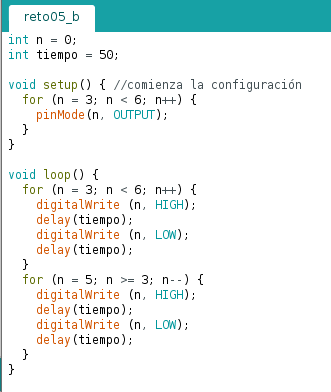 reto05_b
int n = 0;
int tiempo = 50;
void setup() { //comienza la configuración
for (n = 3; n < 6; n++) {
pinMode(n, OUTPUT);
}
}
void loop() {
for (n = 3; n < 6; n++) {
digitalWrite (n, HIGH);
delay(tiempo);
digitalWrite (n, LOW);
delay(tiempo);
}
for (n = 5; n >= 3; n--) {
digitalWrite (n, HIGH);
delay(tiempo);
digitalWrite (n, LOW);
delay(tiempo);
}
}